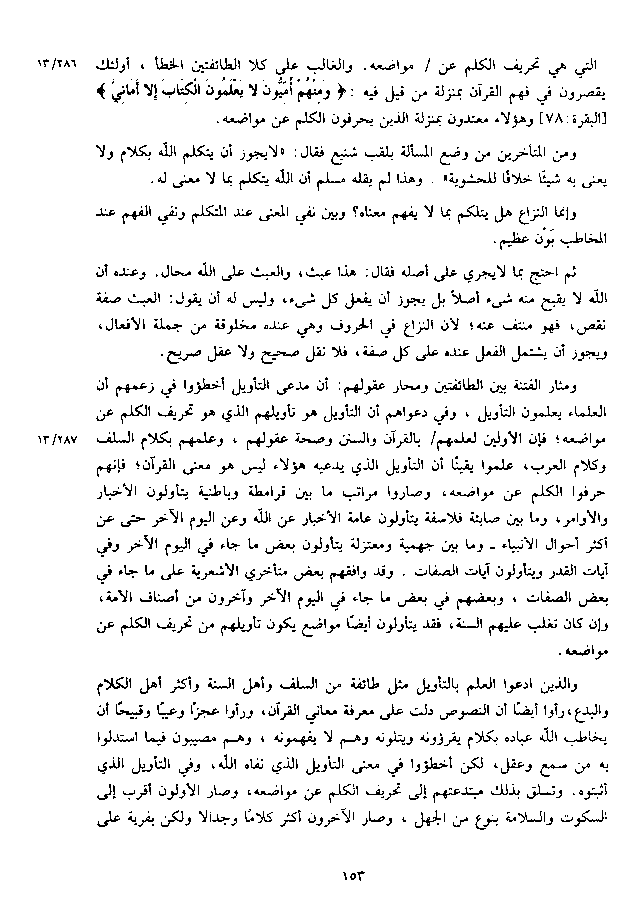 ١٣/٢٨٦ التي هي تحريف الكلم عن / مواضعه. والغالب على كلا الطائفتين الخطأ ، أولئك
يقصرون في فهم القرآن بمنزلة من قيل فيه : ﴿ وَمِنْهُمْ أُمِّيُّونَ لا يَعْلَمُونَ الْكِتَابَ إِلا أَمَانِيَّ ﴾
[البقرة:٧٨] وهؤلاء معتدون بمنزلة الذين يحرفون الكلم عن مواضعه.
ومن المتأخرين من وضع المسألة بلقب شنيع فقال: «لايجوز أن يتكلم الله بكلام ولا
يعنى به شيئًا خلافًا للحشوية» . وهذا لم يقله مسلم أن الله يتكلم بما لا معنى له.
وإنما النزاع هل يتلكم بما لا يفهم معناه؟ وبين نفي المعنى عند المتكلم ونفي الفهم عند
المخاطب بَوْن عظيم.
ثم احتج بما لايجري على أصله فقال: هذا عبث، والعبث على الله محال. وعنده أن
الله لا يقبح منه شيء أصلاً بل يجوز أن يفعل كل شيء، وليس له أن يقول: العبث صفة
نقص، فهو منتف عنه؛ لأن النزاع في الحروف وهي عنده مخلوقة من جملة الأفعال،
ويجوز أن يشتمل الفعل عنده على كل صفة، فلا نقل صحيح ولا عقل صريح.
ومثار الفتنة بين الطائفتين ومحار عقولهم: أن مدعى التأويل أخطؤوا في زعمهم أن
العلماء يعلمون التأويل ، وفي دعواهم أن التأويل هو تأويلهم الذي هو تحريف الكلم عن
١٣/٢٨٧ مواضعه؛ فإن الأولين لعلمهم/ بالقرآن والسنن وصحة عقولهم ، وعلمهم بكلام السلف
وكلام العرب، علموا يقينًا أن التأويل الذي يدعيه هؤلاء ليس هو معنى القرآن؛ فإنهم
حرفوا الكلم عن مواضعه، وصاروا مراتب ما بين قرامطة وباطنية يتأولون الأخبار
والأوامر، وما بين صابئة فلاسفة يتأولون عامة الأخبار عن الله وعن اليوم الآخر حتى عن
أكثر أحوال الأنبياء ـ وما بين جهمية ومعتزلة يتأولون بعض ما جاء في اليوم الآخر وفي
آيات القدر ويتأولون آيات الصفات . وقد وافقهم بعض متأخري الأشعرية على ما جاء في
بعض الصفات ، وبعضهم في بعض ما جاء في اليوم الآخر وآخرون من أصناف الأمة،
وإن كان تغلب عليهم السنة، فقد يتأولون أيضًا مواضع يكون تأويلهم من تحريف الكلم عن
مواضعه.
والذين ادعوا العلم بالتأويل مثل طائفة من السلف وأهل السنة وأكثر أهل الكلام
والبدع،رأوا أيضًا أن النصوص دلت على معرفة معاني القرآن، ورأوا عجزًا وعيبًا وقبيحًا أن
يخاطب الله عباده بكلام يقرؤونه ويتلونه وهم لا يفهمونه ، وهم مصيبون فيما استدلوا
به من سمع وعقل، لكن أخطؤوا في معنى التأويل الذي نفاه الله، وفي التأويل الذي
أثبتوه. وتسلق بذلك مبتدعتهم إلى تحريف الكلم عن مواضعه، وصار الأولون أقرب إلى
السكوت والسلامة بنوع من الجهل ، وصار الآخرون أكثر كلامًا وجدالا ولكن بفرية على
١٥٣